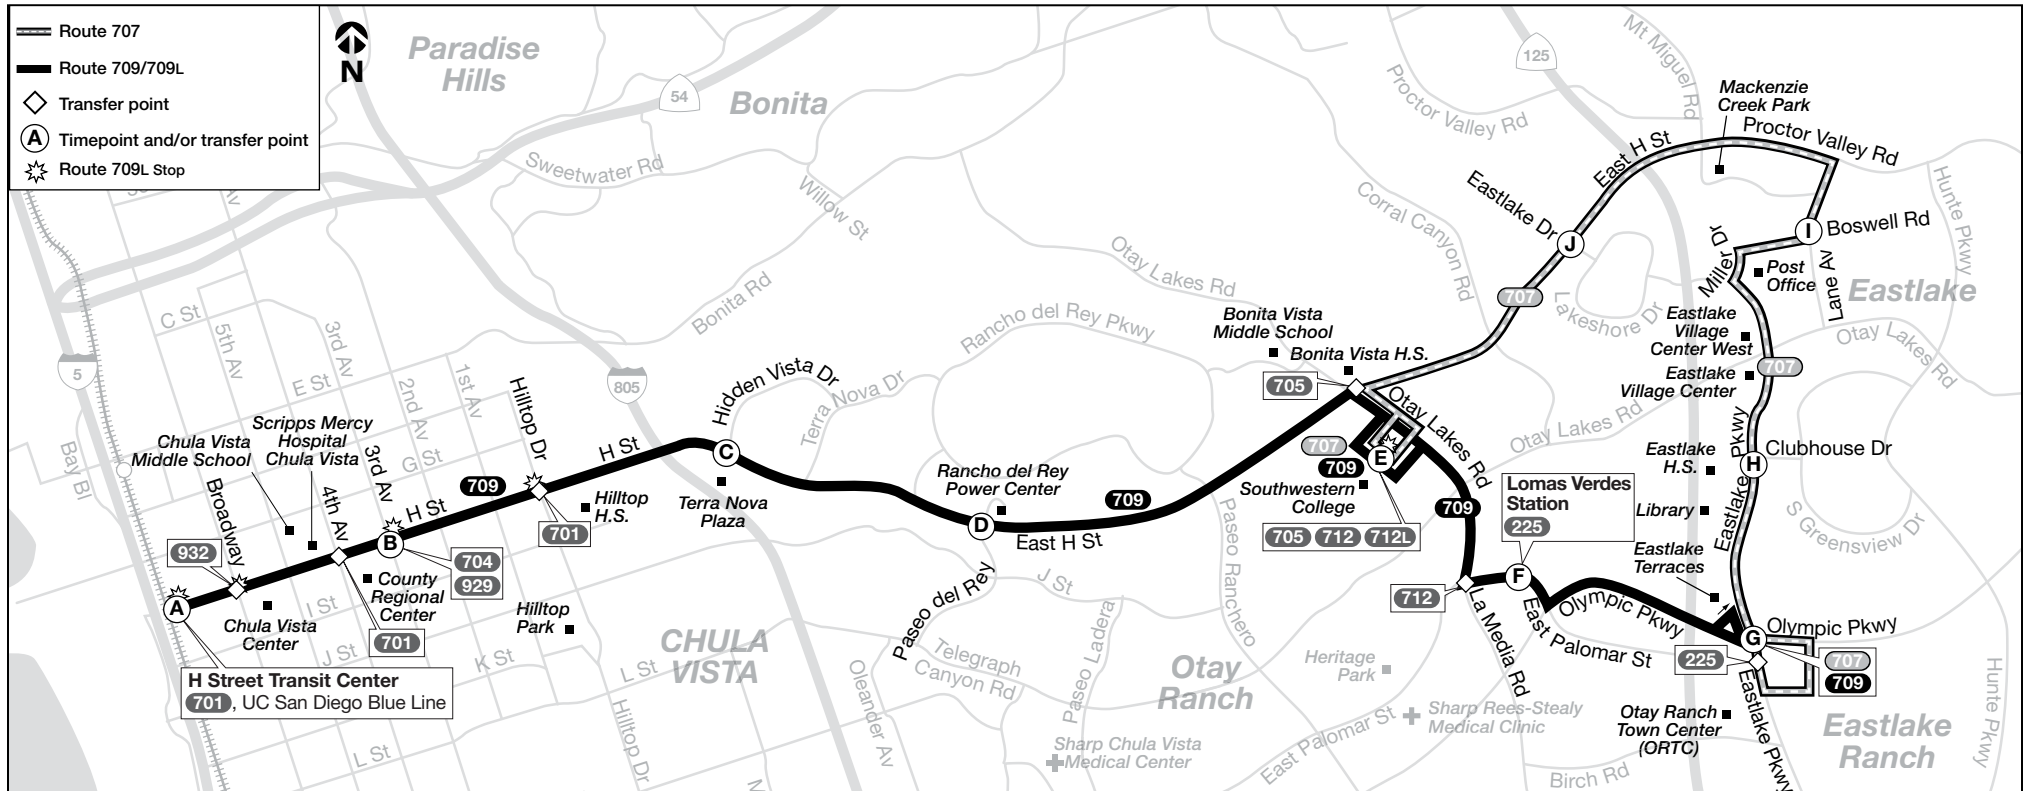 Route 707
Route 709/709L
Transfer point
A
Timepoint and/or transfer point
Route 709L Stop
N
Paradise
Hills
54
Bonita
125
Mt Miguel Rd
Proctor Valley Rd
Mackenzie
Creek Park
Proctor Valley Rd
East H St
Hunte Pkwy
Sweetwater Rd
Willow St
Corral Canyon Rd
Eastlake Dr
J
I
Boswell Rd
Miller Dr
Post
Office
Lane Av
Eastlake
Otay Lakes Rd
Bonita Rd
Rancho del Rey Pkwy
707
Lakeshore Dr
Eastlake
Village
Center West
Otay Lakes Rd
Eastlake
Village Center
707
C St
5th Av
3rd Av
E St
2nd Av
1st Av
5
805
Bonita Vista
Middle School
Bonita Vista H.S.
705
Hidden Vista Dr
Terra Nova Dr
Otay Lakes Rd
Otay Lakes Rd
Hilltop Dr
Scripps Mercy
Hospital
Chula Vista
Chula Vista
Middle School
3rd Av
G St
H St
C
Bay Bl
Broadway
4th Av
H St
709
Hilltop
H.S.
701
Terra Nova
Plaza
Rancho del Rey
Power Center
D
East H St
709
707
709
E
Southwestern
College
705
712
712L
709
Lomas Verdes
Station
225
Eastlake
H.S.
Eastlake Pkwy
H
Clubhouse Dr
Library
S Greensview Dr
Eastlake
Terraces
932
B
704
929
A
County
Regional
Center
Chula Vista
Center
I St
J St
701
K St
Hilltop
Park
L St
CHULA
VISTA
Paseo del Rey
J St
Paseo Ladera
Paseo Ranchero
Telegraph
Canyon Rd
712
F
La Media Rd
East Palomar St
Olympic Pkwy
G
Olympic Pkwy
225
707
709
H Street Transit Center
701, UC San Diego Blue Line
L St
Hilltop Dr
Oleander Av
Otay
Ranch
Heritage
Park
Sharp Rees-Stealy
Medical Clinic
Sharp Chula Vista
Medical Center
East Palomar St
Birch Rd
Otay Ranch
Town Center
(ORTC)
Eastlake Pkwy
Eastlake
Ranch
Hunte Pkwy